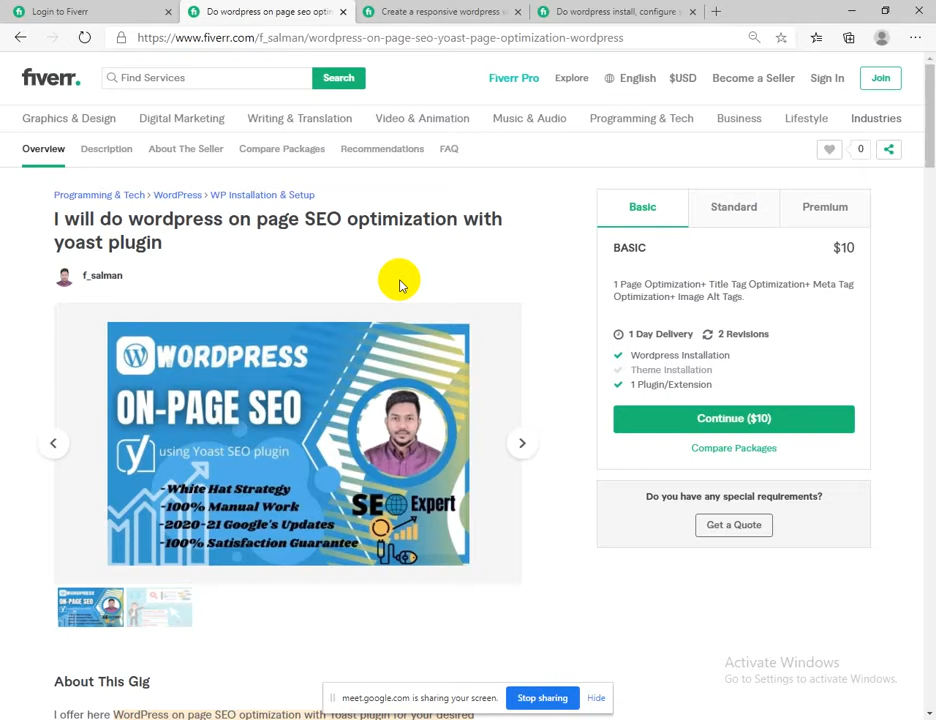 Login to Fiverr
Do wordpress on page seo optim
Create a responsive wordpress w
Do wordpress install, configure s
https://www.fiverr.com/f_salman/wordpress-on-page-seo-yoast-page-optimization-wordpress
fiverr.
Find Services
Search
Fiverr Pro
Explore
English
$USD
Become a Seller
Sign In
Join
Graphics & Design
Digital Marketing
Writing & Translation
Video & Animation
Music & Audio
Programming & Tech
Business
Lifestyle
Industries
Overview
Description
About The Seller
Compare Packages
Recommendations
FAQ
0
Programming & Tech › WordPress › WP Installation & Setup
I will do wordpress on page SEO optimization with
yoast plugin
f_salman
WORDPRESS
ON-PAGE SEO
using Yoast SEO plugin
-White Hat Strategy
-100% Manual Work
-2020-21 Google's Updates
-100% Satisfaction Guarantee
SEO Expert
Basic
Standard
Premium
BASIC
$10
1 Page Optimization+ Title Tag Optimization+ Meta Tag
Optimization+ Image Alt Tags.
1 Day Delivery
2 Revisions
Wordpress Installation
Theme Installation
1 Plugin/Extension
Continue ($10)
Compare Packages
Do you have any special requirements?
Get a Quote
About This Gig
I offer here WordPress on page SEO optimization with Yoast plugin for your desired
meet.google.com is sharing your screen.
Stop sharing
Hide
Activate Windows
Go to Settings to activate Windows.